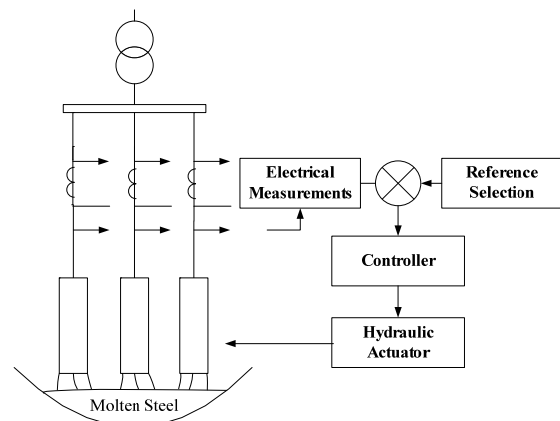 Electrical
Measurements
Reference
Selection
Controller
Hydraulic
Actuator
Molten Steel